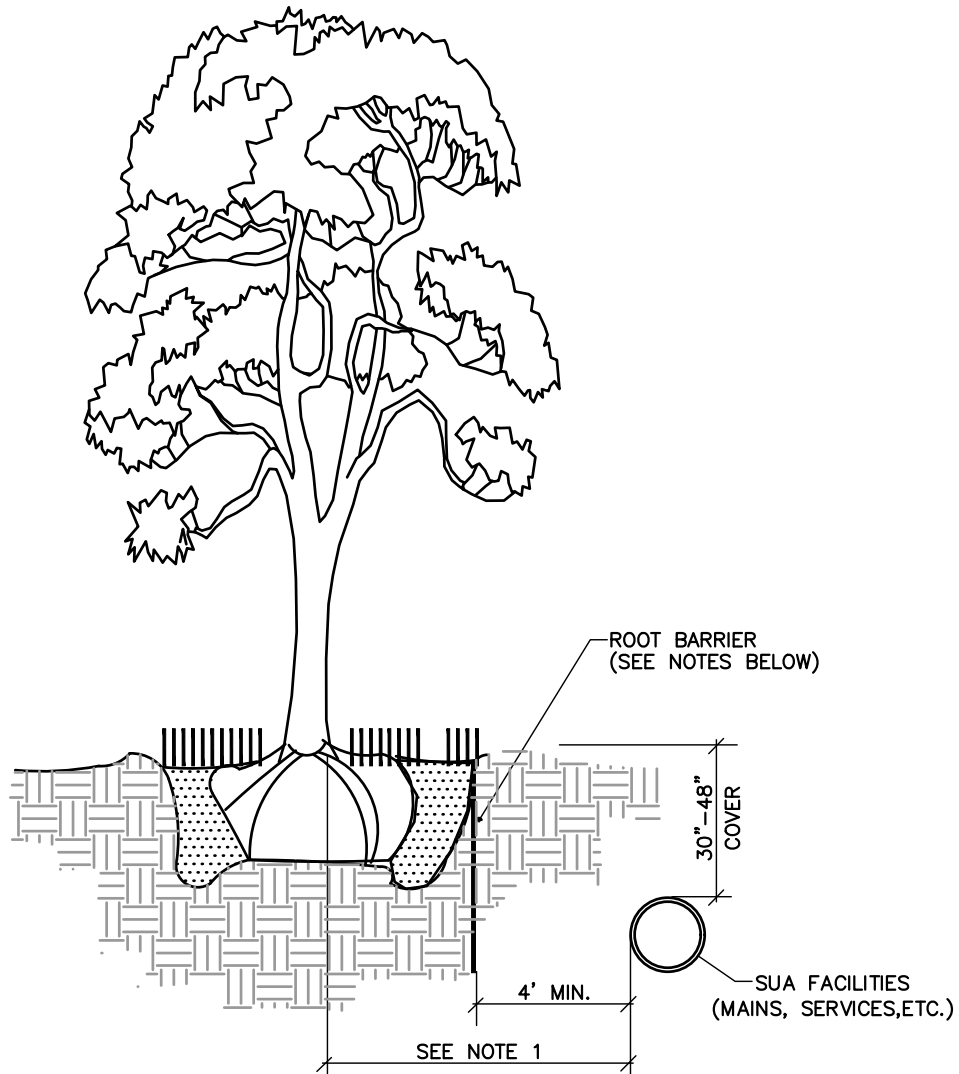 ROOT BARRIER
(SEE NOTES BELOW)
30"-48"
COVER
4' MIN.
SUA FACILITIES
(MAINS, SERVICES,ETC.)
SEE NOTE 1